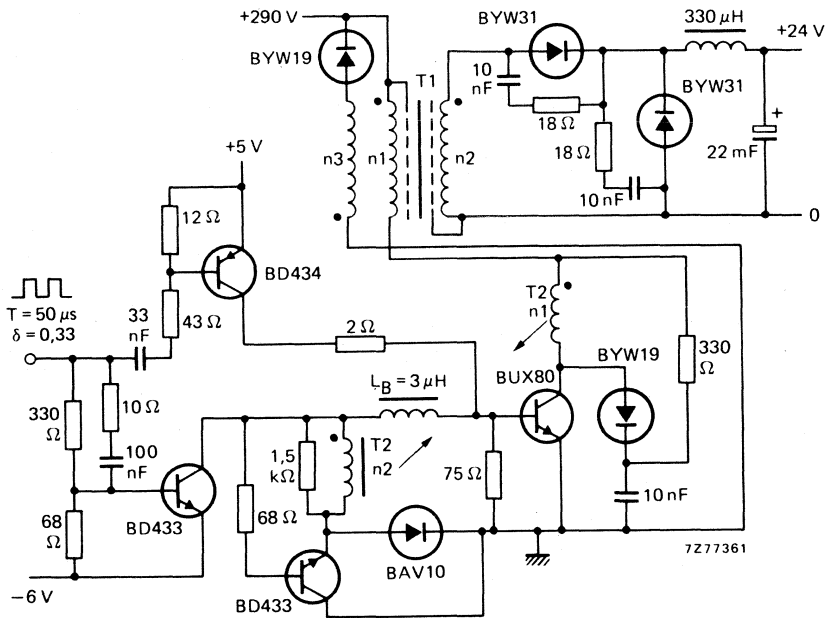 +290 V
BYW31
330 µH
+24 V
BYW19
10
nF
T1
BYW31
18 Ω
18
Ω
+
22 mF
n3
n1
n2
10 nF
0
+5 V
12 Ω
BD434
T = 50 µs
δ = 0,33
33
nF
43 Ω
T2
n1
2 Ω
BYW19
330
Ω
LB = 3 µH
BUX80
330
Ω
10 Ω
100
nF
1,5
kΩ
T2
n2
75 Ω
10 nF
68
Ω
BD433
68 Ω
BAV10
7Z77361
−6 V
BD433